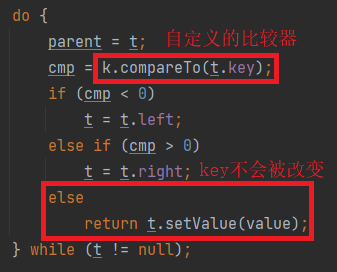 do {
parent = t; 自定义的比较器
cmp = k.compareTo(t.key);
if (cmp < 0)
t = t.left;
else if (cmp > 0)
t = t.right; key不会被改变
else
return t.setValue(value);
} while (t != null);